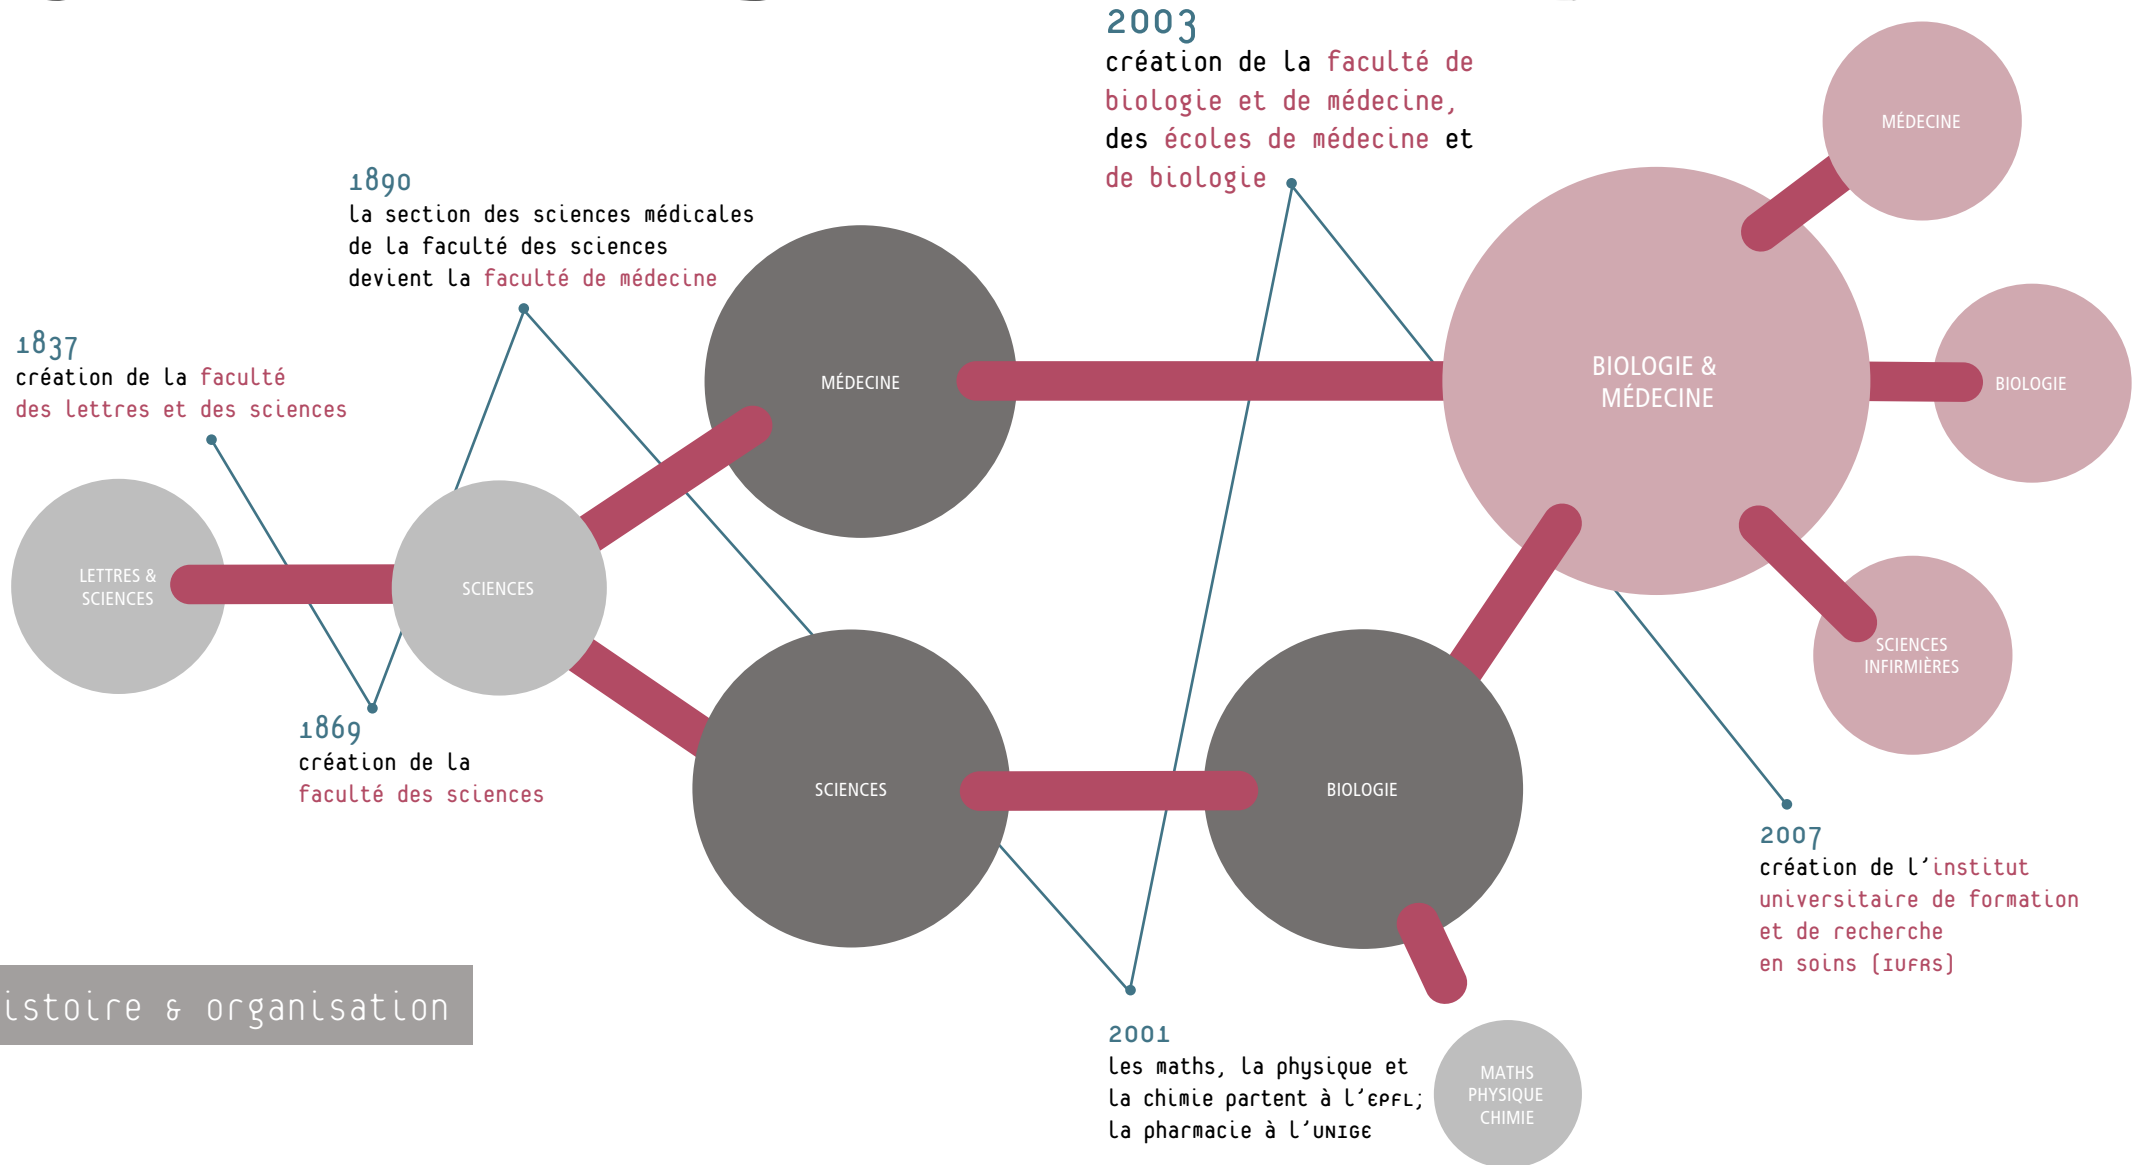 2003
création de la faculté de
biologie et de médecine,
des écoles de médecine et
de biologie
1890
la section des sciences médicales
de la faculté des sciences
devient la faculté de médecine
1837
création de la faculté
des lettres et des sciences
1869
création de la
faculté des sciences
LETTRES &
SCIENCES
SCIENCES
MÉDECINE
SCIENCES
BIOLOGIE
BIOLOGIE &
MÉDECINE
MÉDECINE
BIOLOGIE
SCIENCES
INFIRMIÈRES
2007
création de l'institut
universitaire de formation
et de recherche
en soins (IUFRS)
2001
les maths, la physique et
la chimie partent à l'EPFL;
la pharmacie à l'UNIGE
MATHS
PHYSIQUE
CHIMIE
istoire & organisation